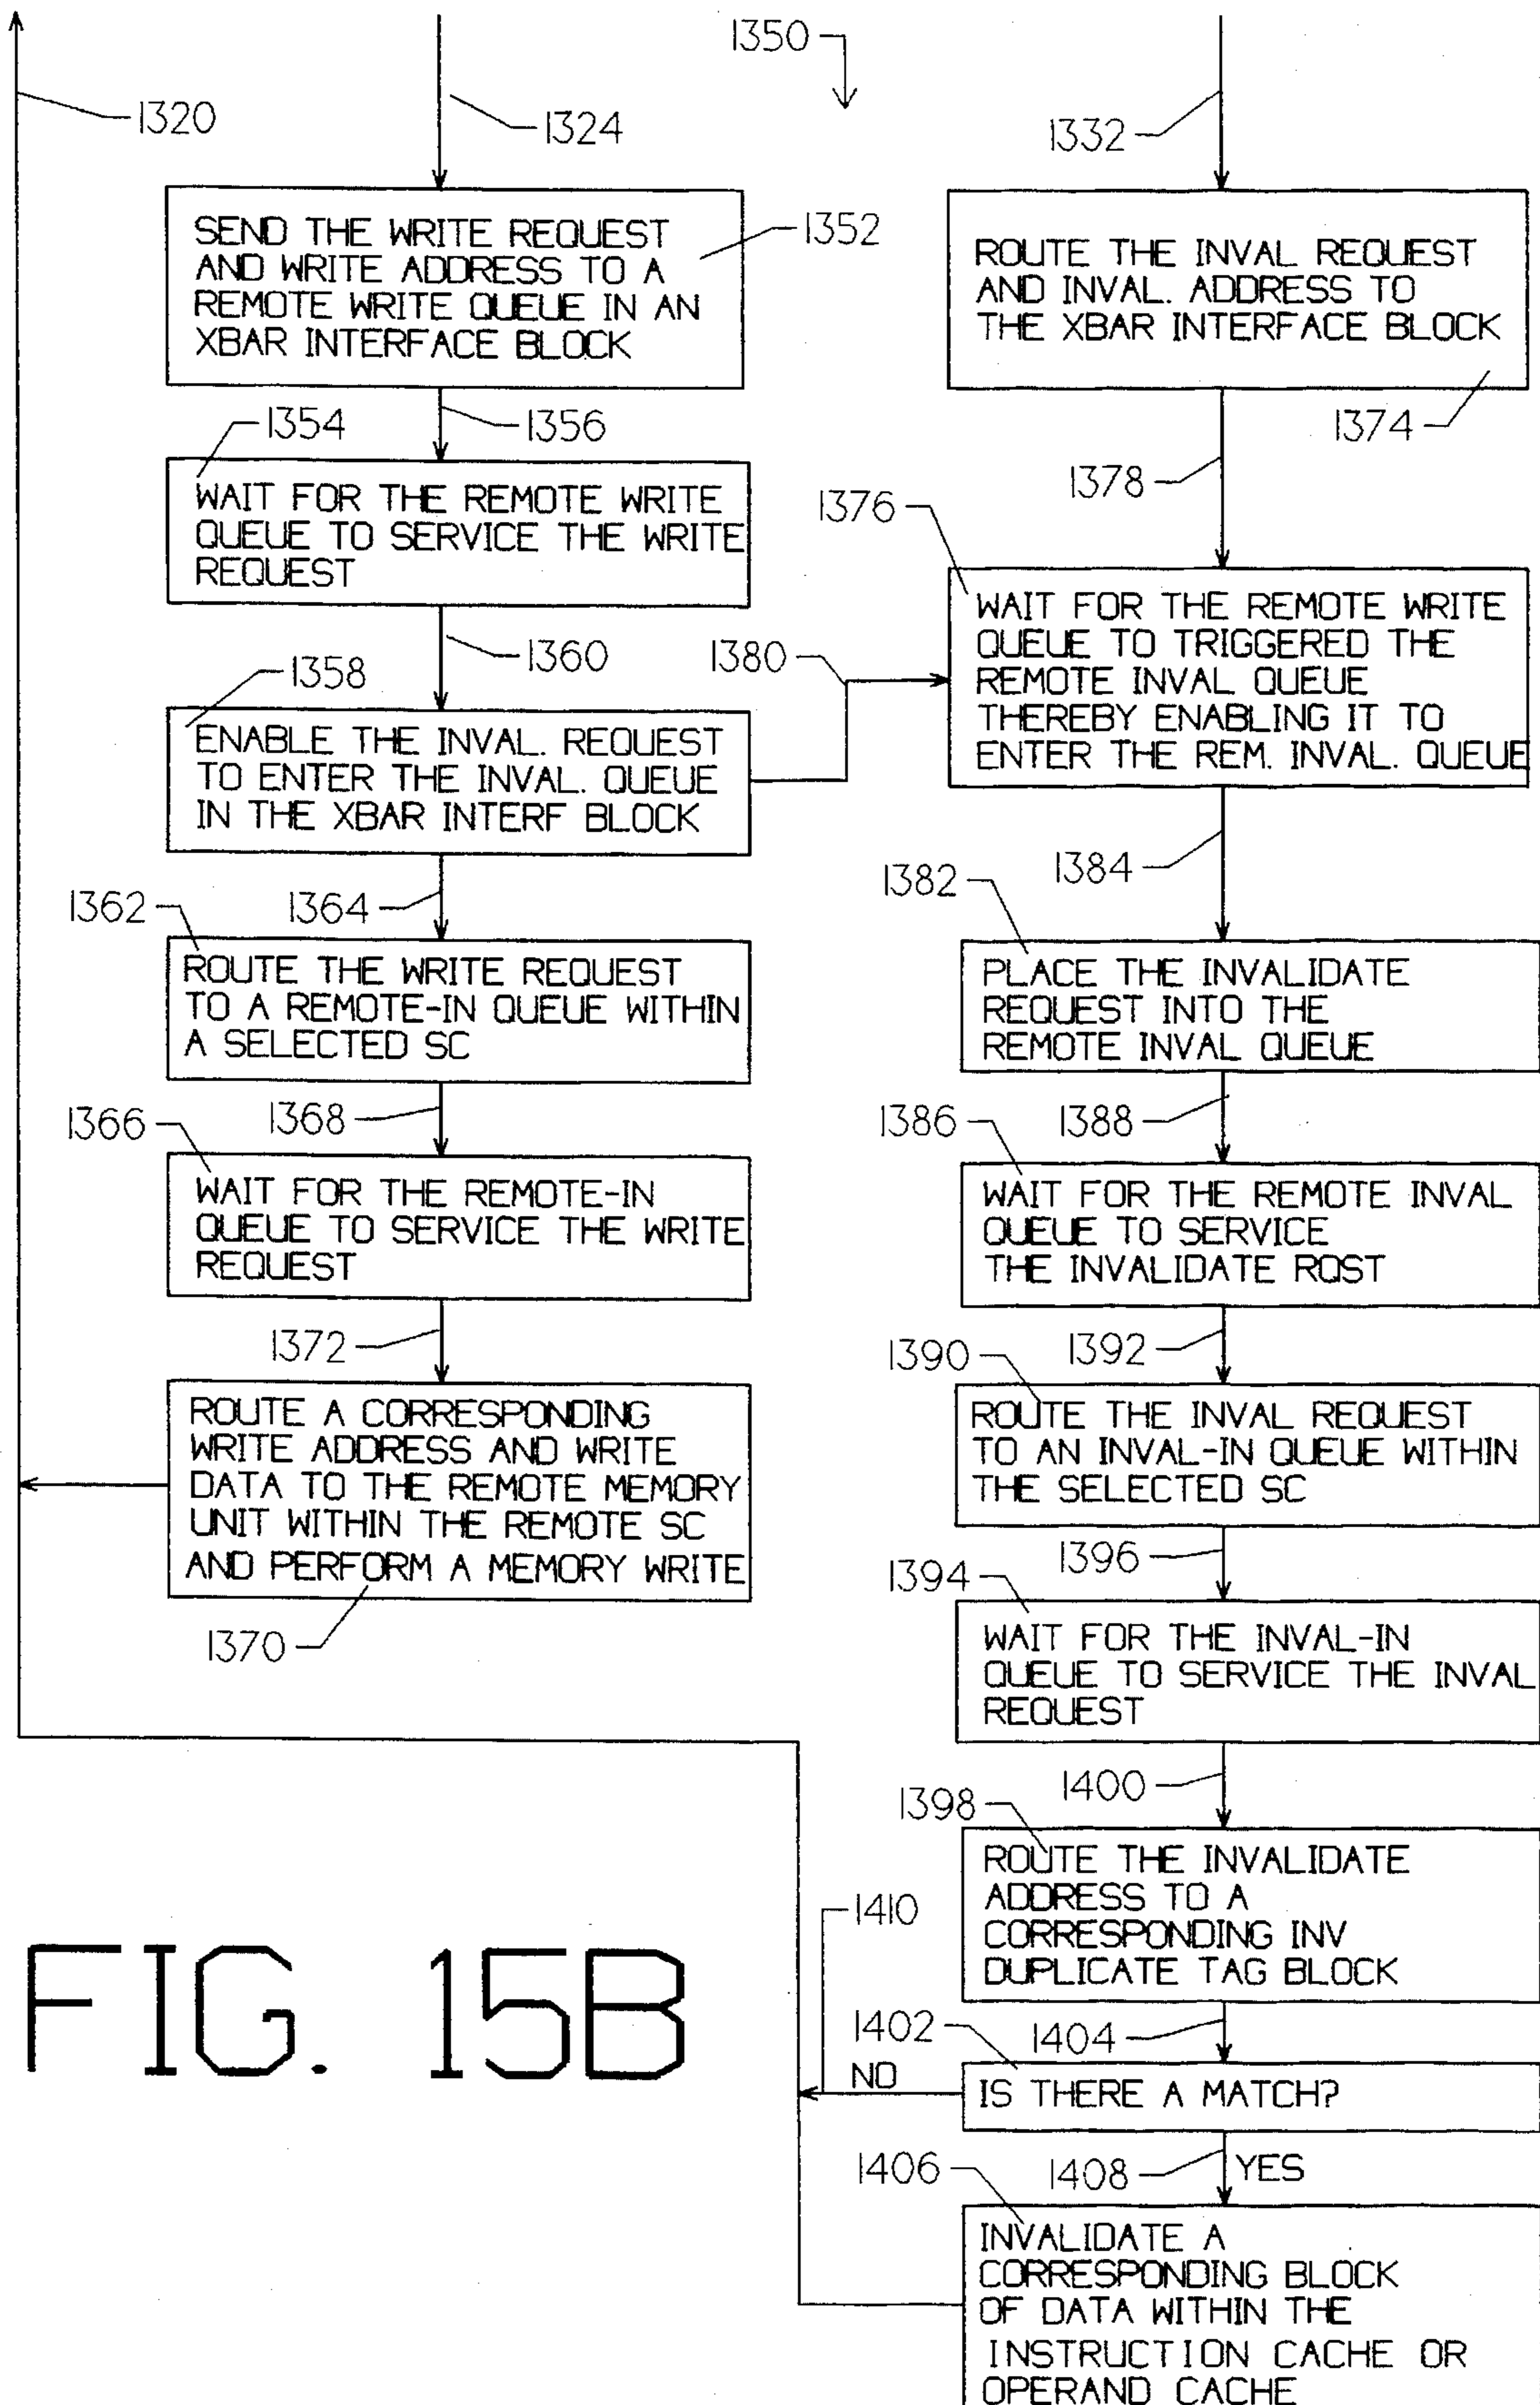 1350
1320
1324
1332
SEND THE WRITE REQUEST
AND WRITE ADDRESS TO A
REMOTE WRITE QUEUE IN AN
XBAR INTERFACE BLOCK
1352
ROUTE THE INVAL REQUEST
AND INVAL. ADDRESS TO
THE XBAR INTERFACE BLOCK
1374
1354
1356
1378
WAIT FOR THE REMOTE WRITE
QUEUE TO SERVICE THE WRITE
REQUEST
1376
WAIT FOR THE REMOTE WRITE
QUEUE TO TRIGGERED THE
REMOTE INVAL QUEUE
THEREBY ENABLING IT TO
ENTER THE REM. INVAL. QUEUE
1360
1380
1358
ENABLE THE INVAL. REQUEST
TO ENTER THE INVAL. QUEUE
IN THE XBAR INTERF BLOCK
1384
1382
1362
1364
ROUTE THE WRITE REQUEST
TO A REMOTE-IN QUEUE WITHIN
A SELECTED SC
PLACE THE INVALIDATE
REQUEST INTO THE
REMOTE INVAL QUEUE
1366
1368
1386
1388
WAIT FOR THE REMOTE-IN
QUEUE TO SERVICE THE WRITE
REQUEST
WAIT FOR THE REMOTE INVAL
QUEUE TO SERVICE
THE INVALIDATE RQST
1372
1390
1392
ROUTE A CORRESPONDING
WRITE ADDRESS AND WRITE
DATA TO THE REMOTE MEMORY
UNIT WITHIN THE REMOTE SC
AND PERFORM A MEMORY WRITE
1370
ROUTE THE INVAL REQUEST
TO AN INVAL-IN QUEUE WITHIN
THE SELECTED SC
1394
1396
WAIT FOR THE INVAL-IN
QUEUE TO SERVICE THE INVAL
REQUEST
1400
1398
ROUTE THE INVALIDATE
ADDRESS TO A
CORRESPONDING INV
DUPLICATE TAG BLOCK
1410
1402
1404
NO
IS THERE A MATCH?
1406
1408
YES
INVALIDATE A
CORRESPONDING BLOCK
OF DATA WITHIN THE
INSTRUCTION CACHE OR
OPERAND CACHE
FIG. 15B